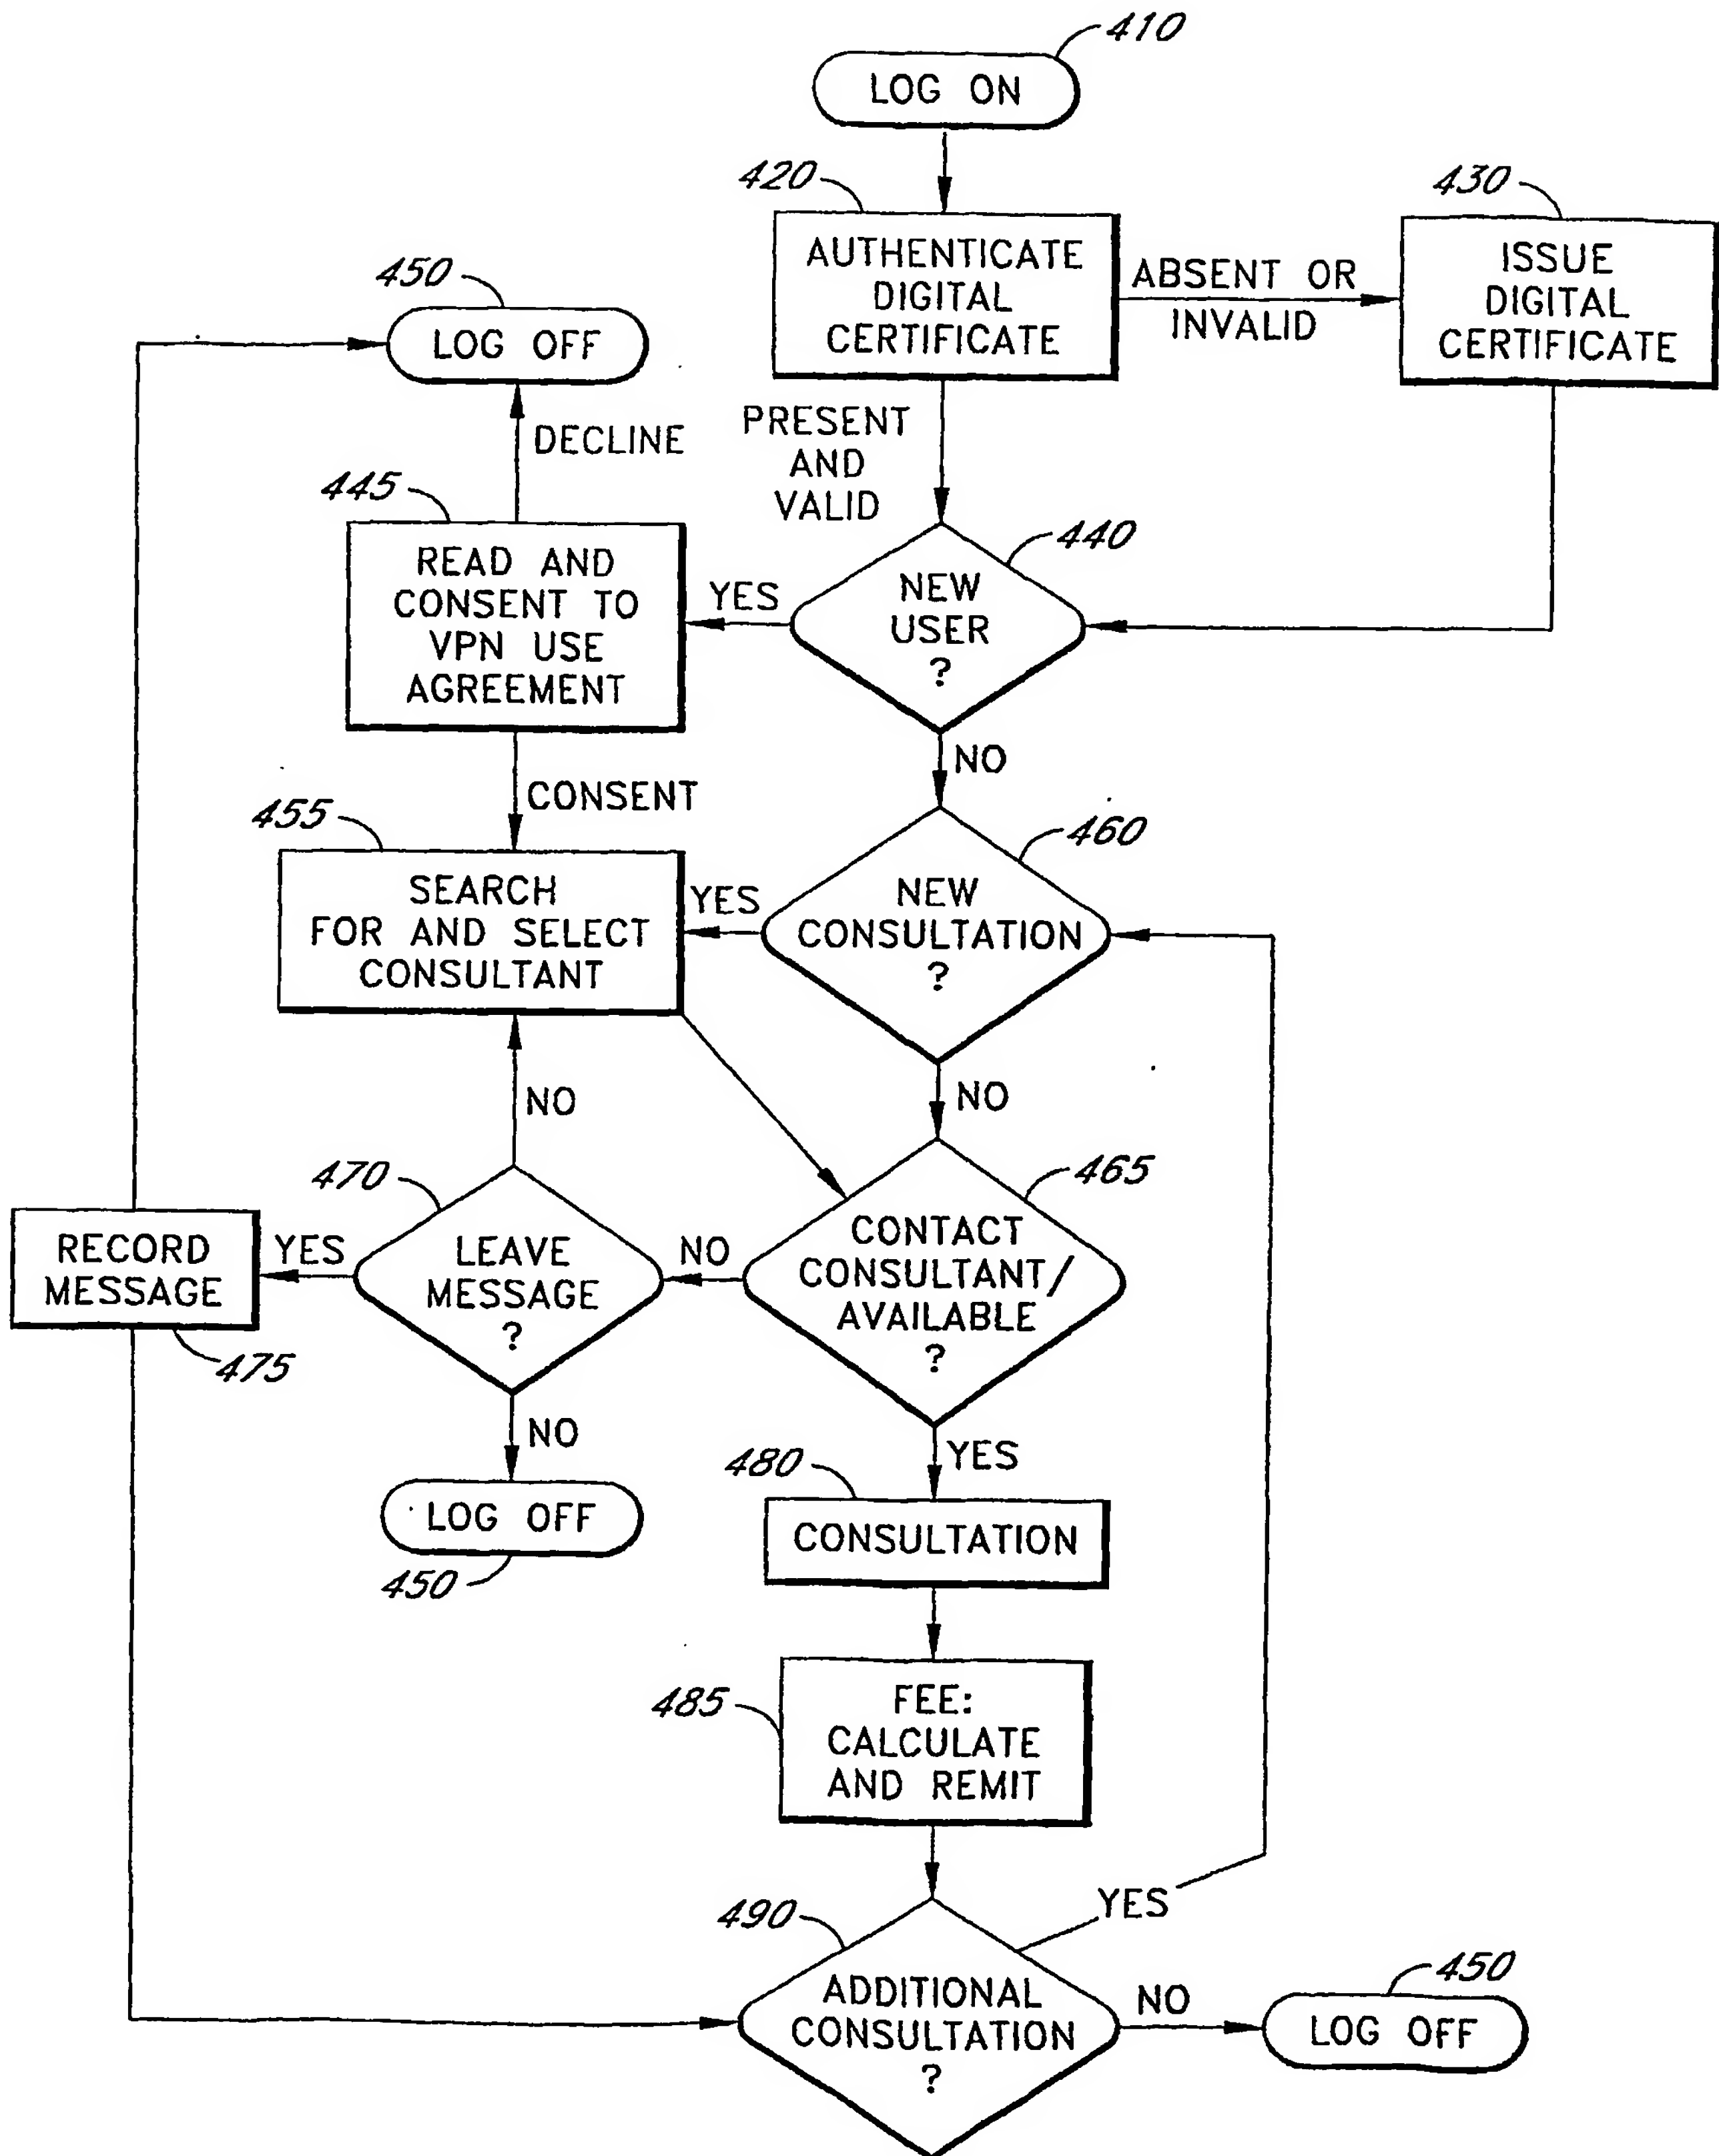 410
LOG ON
420
430
AUTHENTICATE
DIGITAL
CERTIFICATE
ABSENT OR
INVALID
ISSUE
DIGITAL
CERTIFICATE
450
LOG OFF
DECLINE
PRESENT
AND
VALID
445
READ AND
CONSENT TO
VPN USE
AGREEMENT
YES
440
NEW
USER
?
NO
CONSENT
455
SEARCH
FOR AND SELECT
CONSULTANT
YES
460
NEW
CONSULTATION
?
NO
NO
470
465
RECORD
MESSAGE
475
YES
LEAVE
MESSAGE
?
NO
CONTACT
CONSULTANT/
AVAILABLE
?
NO
LOG OFF
450
YES
480
CONSULTATION
485
FEE:
CALCULATE
AND REMIT
490
YES
ADDITIONAL
CONSULTATION
?
NO
450
LOG OFF